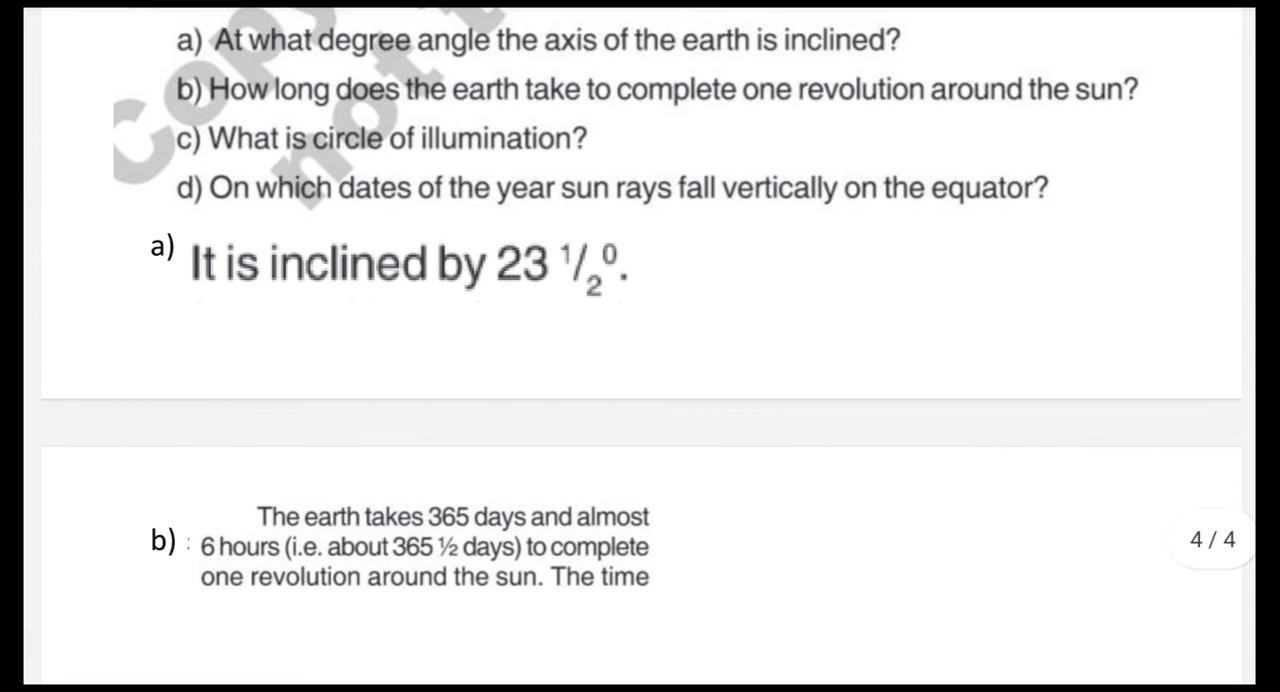 Copy
not t
a) At what degree angle the axis of the earth is inclined?
b) How long does the earth take to complete one revolution around the sun?
c) What is circle of illumination?
d) On which dates of the year sun rays fall vertically on the equator?
a) It is inclined by 23 1/2⁰.
The earth takes 365 days and almost
b) : 6 hours (i.e. about 365 ½ days) to complete
one revolution around the sun. The time
4 / 4